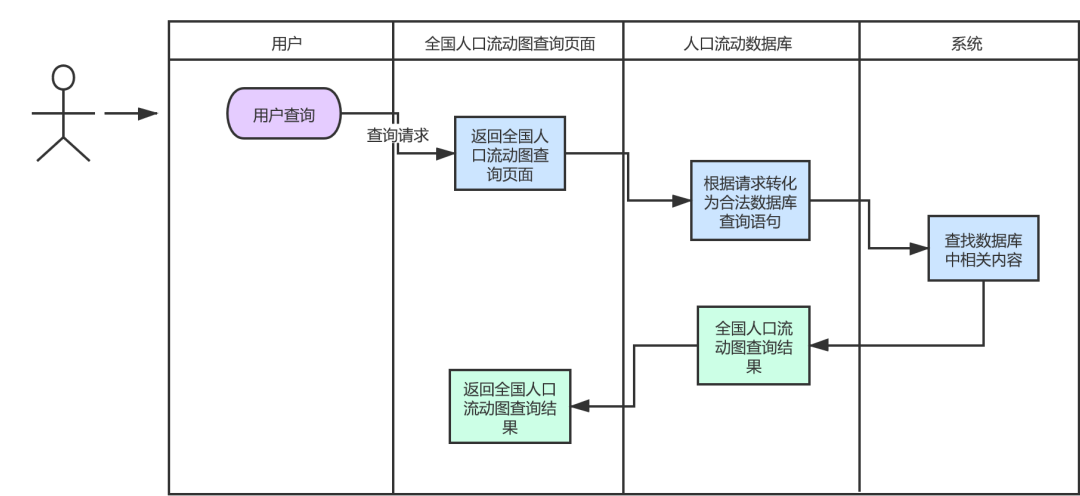 用户
全国人口流动图查询页面
人口流动数据库
系统
用户查询
查询请求
返回全国人
口流动图查
询页面
根据请求转化
为合法数据库
查询语句
查找数据库
中相关内容
全国人口流
动图查询结
果
返回全国人口
流动图查询结
果